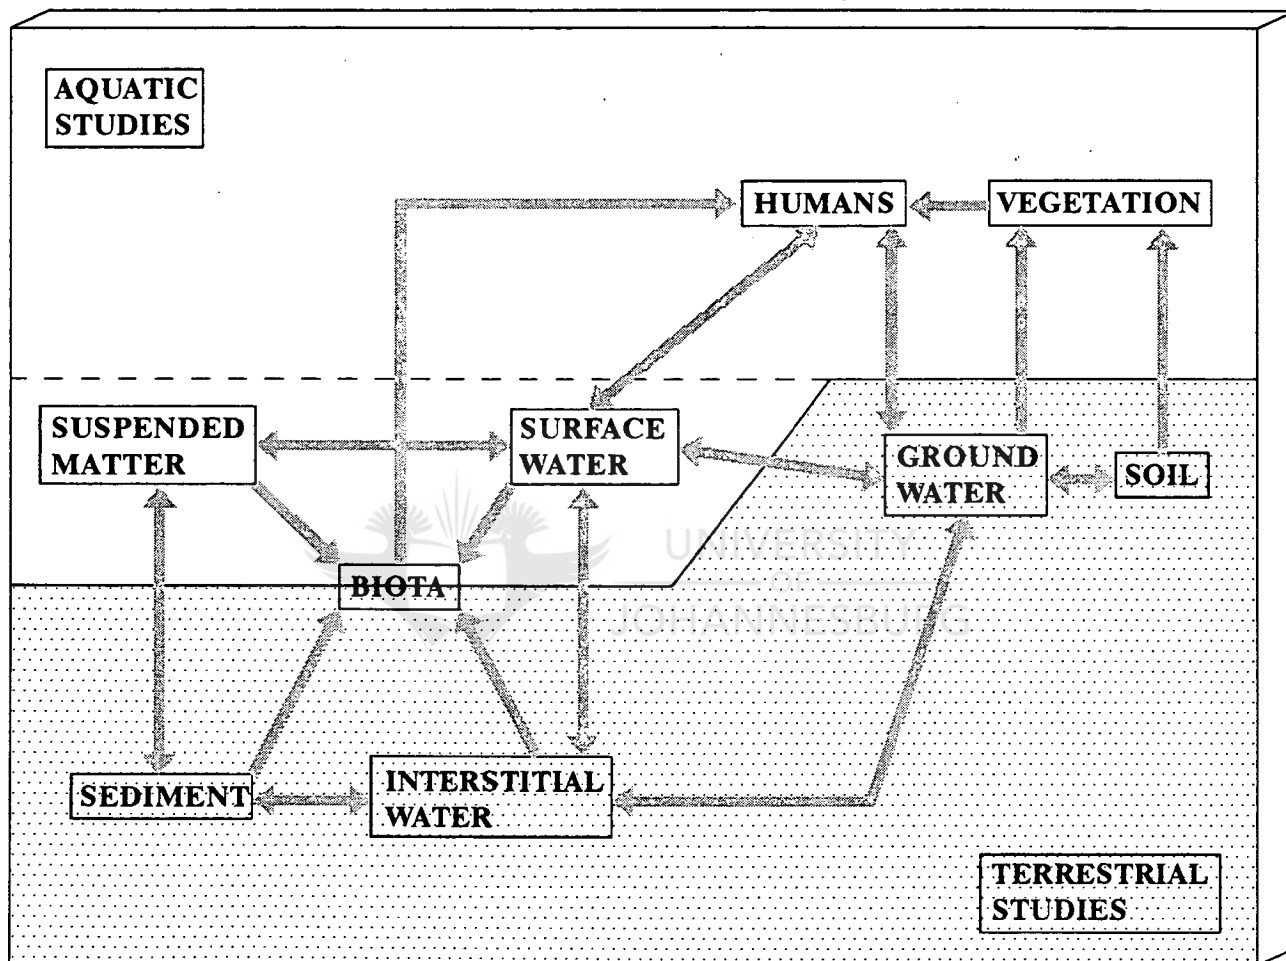 AQUATIC
STUDIES
HUMANS
VEGETATION
SUSPENDED
MATTER
SURFACE
WATER
GROUND
WATER
SOIL
UNIVERSITY
OF
JOHANNESBURG
BIOTA
SEDIMENT
INTERSTITIAL
WATER
TERRESTRIAL
STUDIES